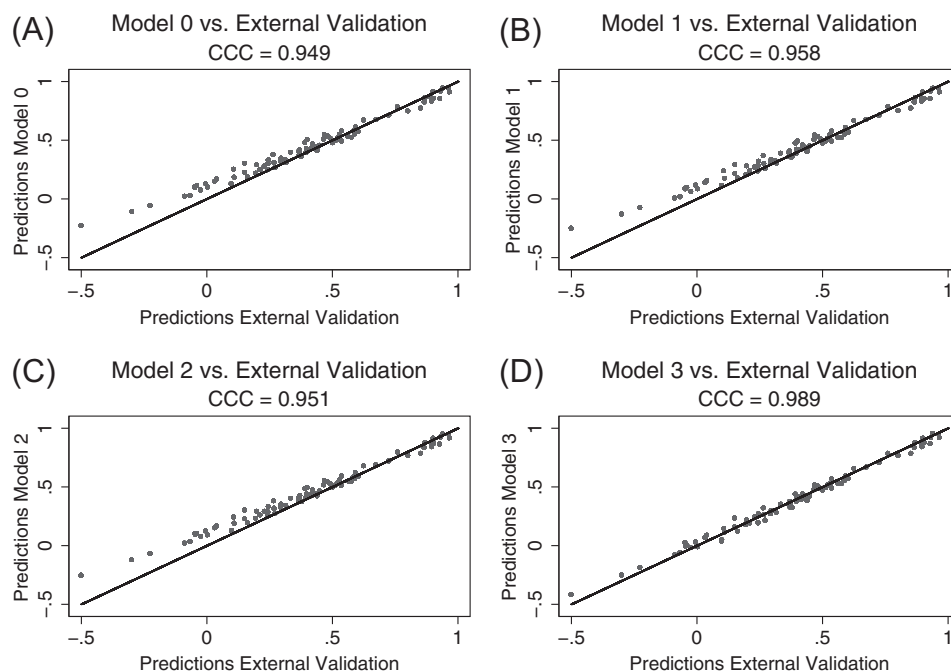 (A)
Model 0 vs. External Validation
CCC = 0.949
Predictions Model 0
1
.5
0
-.5
-.5 0 .5 1
Predictions External Validation
(B)
Model 1 vs. External Validation
CCC = 0.958
Predictions Model 1
1
.5
0
-.5
-.5 0 .5 1
Predictions External Validation
(C)
Model 2 vs. External Validation
CCC = 0.951
Predictions Model 2
1
.5
0
-.5
-.5 0 .5 1
Predictions External Validation
(D)
Model 3 vs. External Validation
CCC = 0.989
Predictions Model 3
1
.5
0
-.5
-.5 0 .5 1
Predictions External Validation